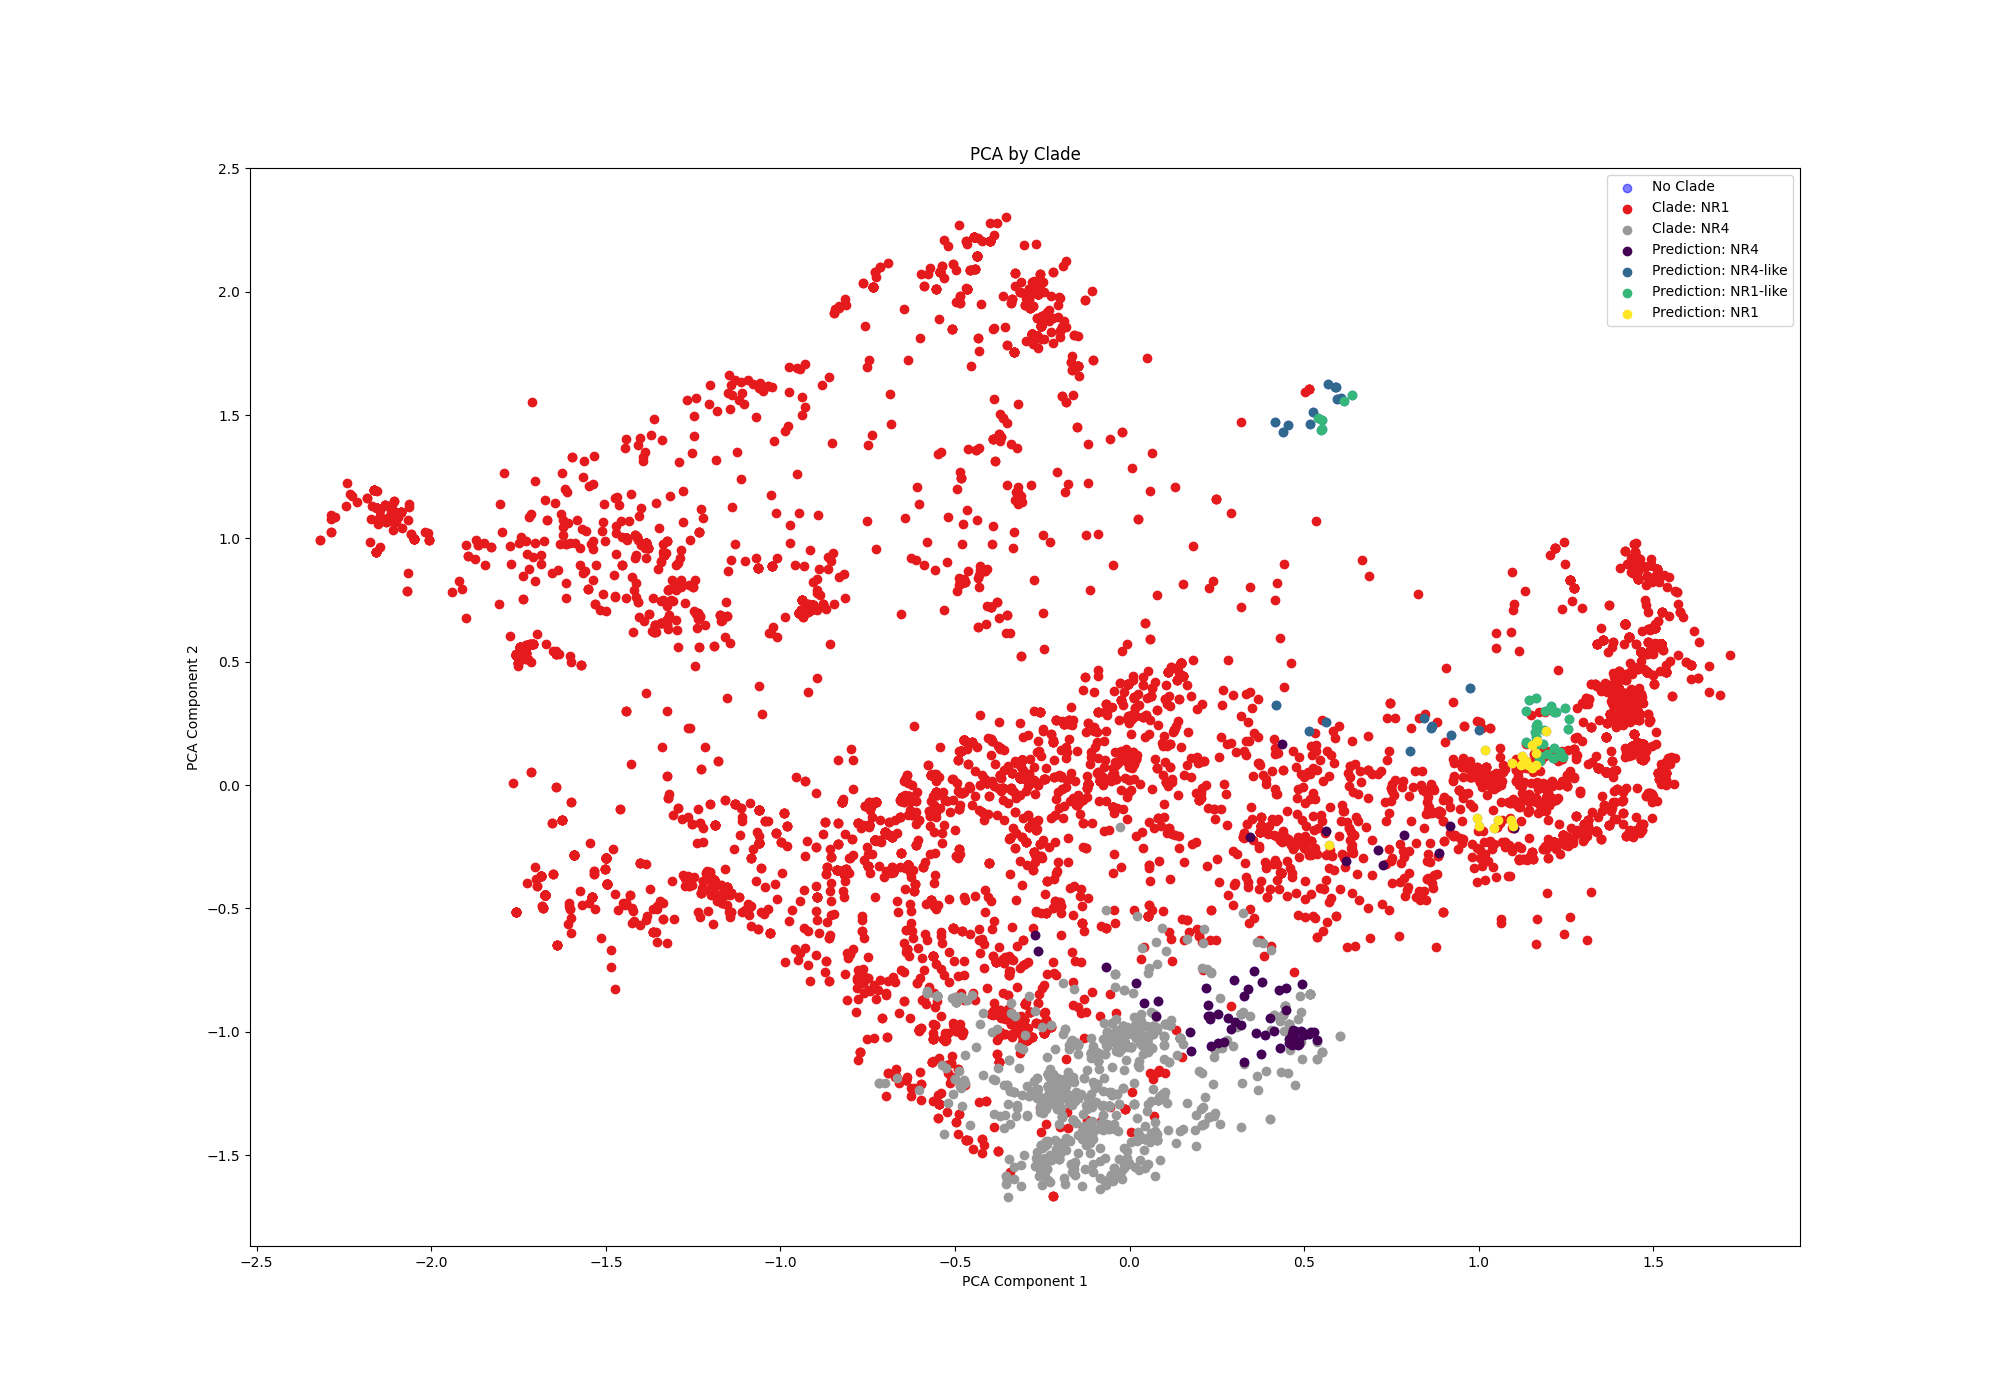 PCA by Clade
No Clade
Clade: NR1
Clade: NR4
Prediction: NR4
Prediction: NR4-like
Prediction: NR1-like
Prediction: NR1
2.5
2.0
1.5
1.0
0.5
0.0
−0.5
−1.0
−1.5
PCA Component 2
−2.5 −2.0 −1.5 −1.0 −0.5 0.0 0.5 1.0 1.5
PCA Component 1